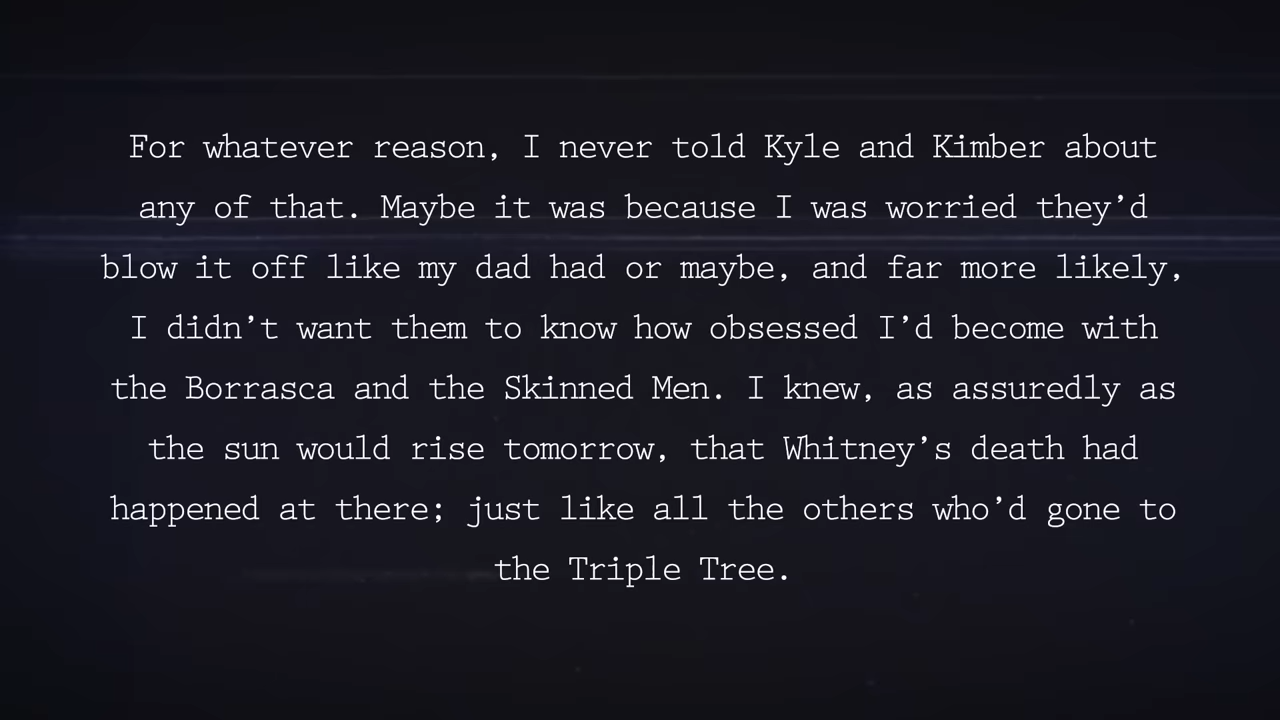 For whatever reason, I never told Kyle and Kimber about
any of that. Maybe it was because I was worried they’d
blow it off like my dad had or maybe, and far more likely,
I didn’t want them to know how obsessed I’d become with
the Borrasca and the Skinned Men. I knew, as assuredly as
the sun would rise tomorrow, that Whitney’s death had
happened at there; just like all the others who’d gone to
the Triple Tree.